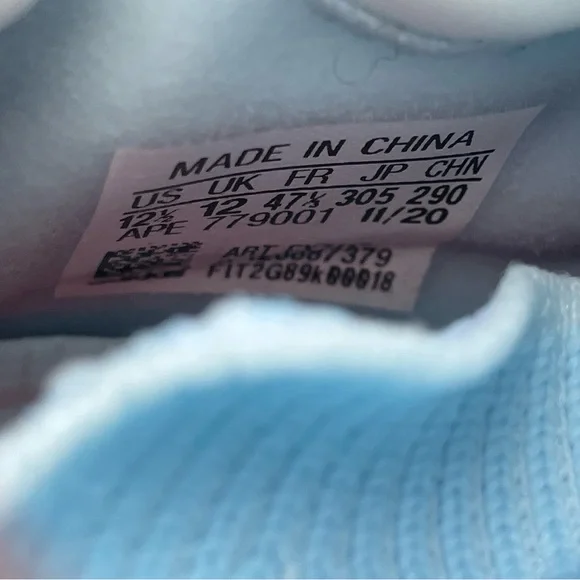 MADE IN CHINA
US UK FR JP CHN
12½ 12 47⅓ 305 290
APE 779001 11/20